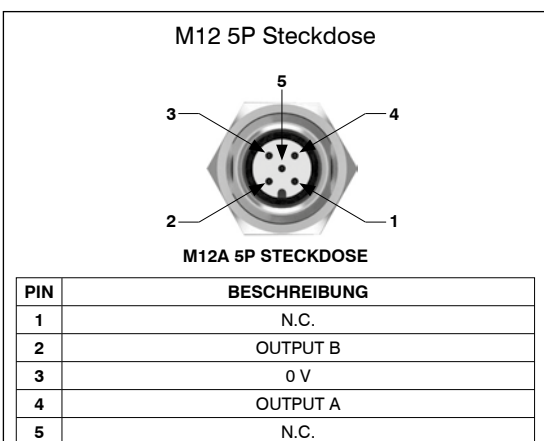 M12 5P Steckdose
5
3 4
2 1
M12A 5P STECKDOSE
PIN BESCHREIBUNG
1 N.C.
2 OUTPUT B
3 0 V
4 OUTPUT A
5 N.C.